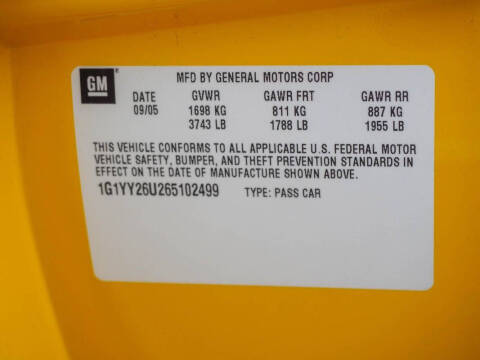 GM
MFD BY GENERAL MOTORS CORP
DATE GVWR GAWR FRT GAWR RR
09/05 1698 KG 811 KG 887 KG
3743 LB 1788 LB 1955 LB
THIS VEHICLE CONFORMS TO ALL APPLICABLE U.S. FEDERAL MOTOR
VEHICLE SAFETY, BUMPER, AND THEFT PREVENTION STANDARDS IN
EFFECT ON THE DATE OF MANUFACTURE SHOWN ABOVE.
1G1YY26U265102499 TYPE: PASS CAR